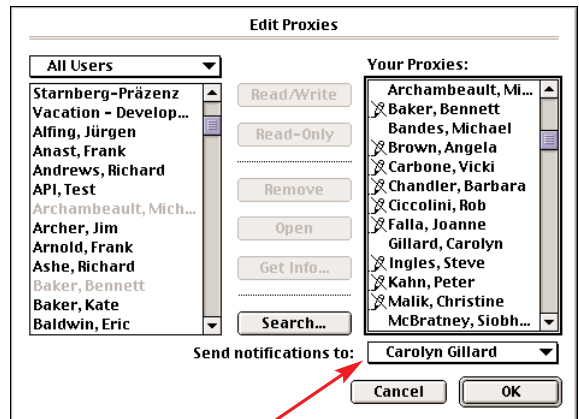 Edit Proxies
All Users
Starnberg-Präzenz
Vacation - Develop...
Alfing, Jürgen
Anast, Frank
Andrews, Richard
API, Test
Archambeault, Mich...
Archer, Jim
Arnold, Frank
Ashe, Richard
Baker, Bennett
Baker, Kate
Baldwin, Eric
Read/Write
Read-Only
Remove
Open
Get Info...
Search...
Your Proxies:
Archambeault, Mi...
Baker, Bennett
Bandes, Michael
Brown, Angela
Carbone, Vicki
Chandler, Barbara
Ciccolini, Rob
Falla, Joanne
Gillard, Carolyn
Ingles, Steve
Kahn, Peter
Malik, Christine
McBratney, Siobh...
Send notifications to: Carolyn Gillard
Cancel OK